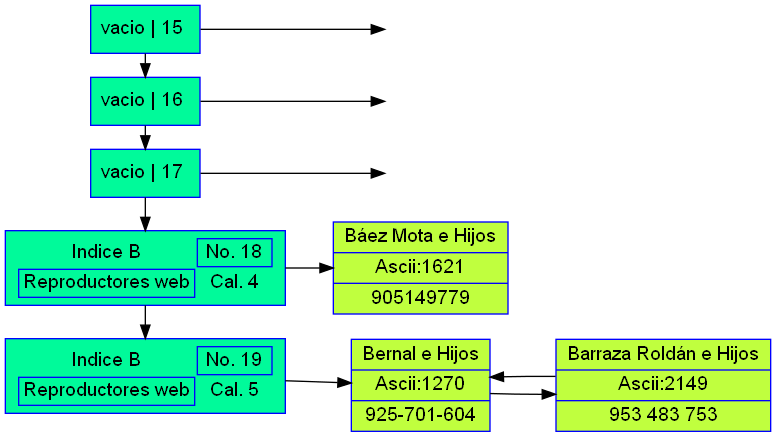 vacio | 15
vacio | 16
vacio | 17
Indice B No. 18
Reproductores web Cal. 4
Báez Mota e Hijos
Ascii:1621
905149779
Indice B No. 19
Reproductores web Cal. 5
Bernal e Hijos
Ascii:1270
925-701-604
Barraza Roldán e Hijos
Ascii:2149
953 483 753